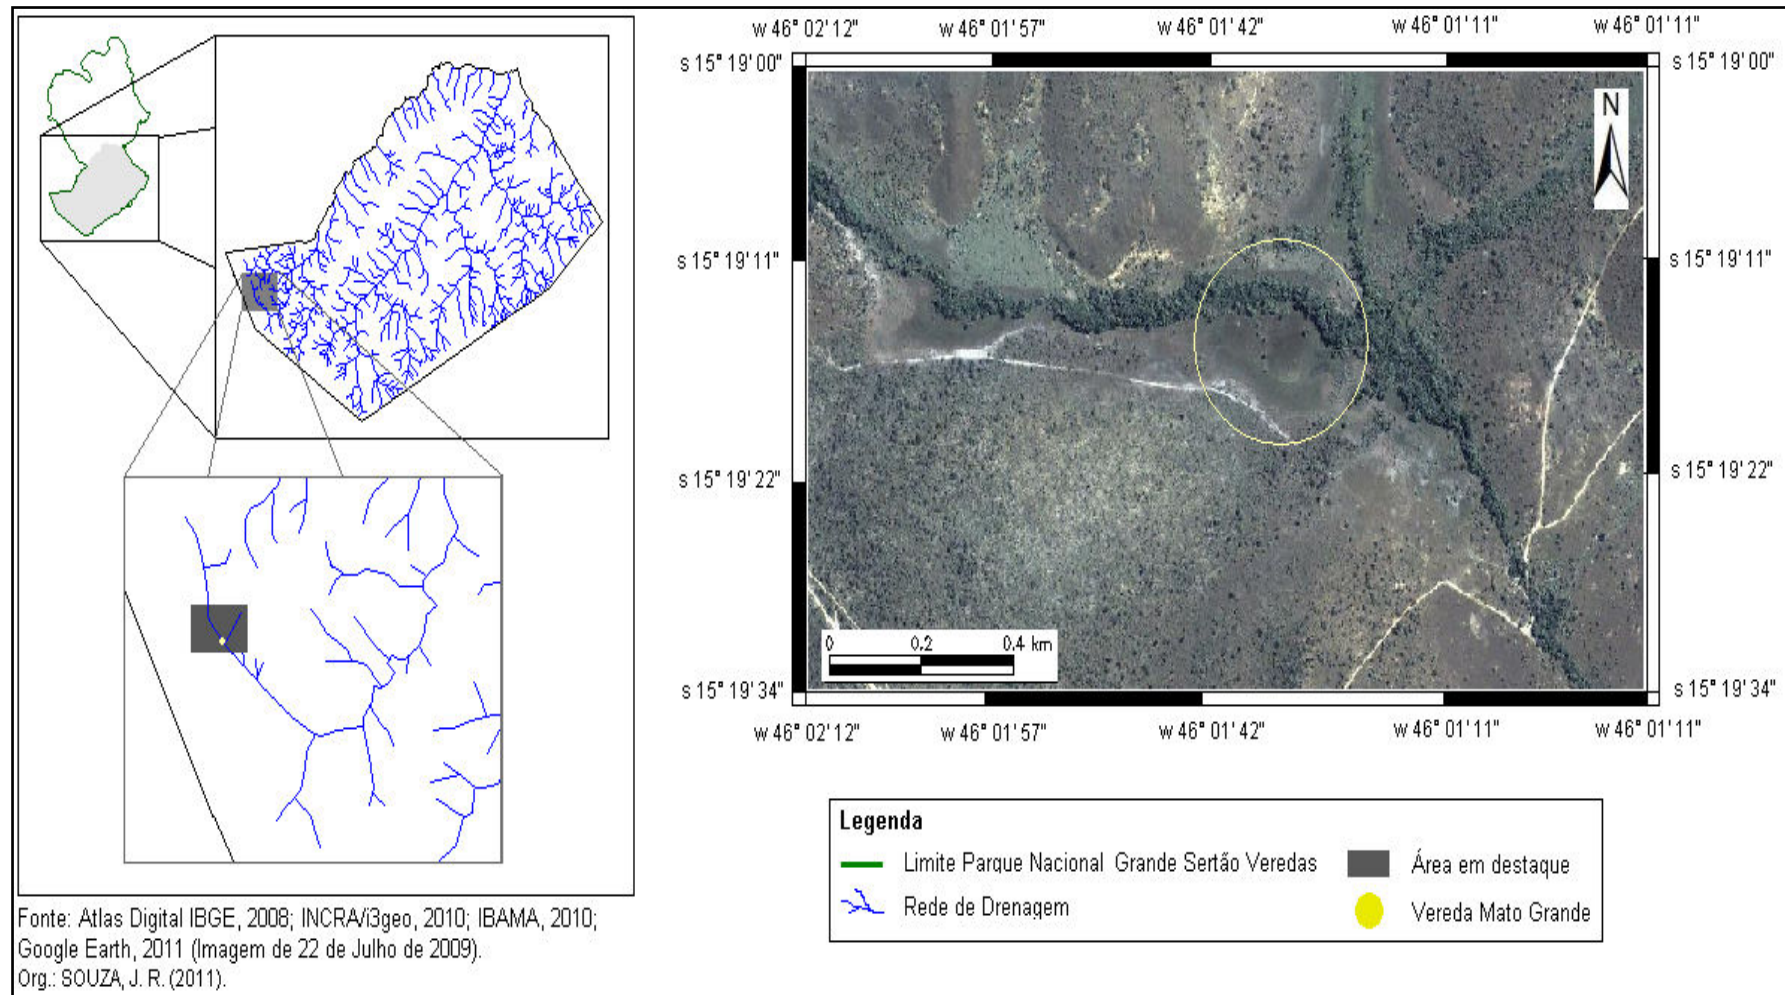 w 46° 02' 12" w 46° 01' 57" w 46° 01' 42" w 46° 01' 11" w 46° 01' 11"
s 15° 19' 00" s 15° 19' 00"
N
s 15° 19' 11" s 15° 19' 11"
s 15° 19' 22" s 15° 19' 22"
0 0.2 0.4 km
s 15° 19' 34" s 15° 19' 34"
w 46° 02' 12" w 46° 01' 57" w 46° 01' 42" w 46° 01' 11" w 46° 01' 11"
Legenda
Limite Parque Nacional Grande Sertão Veredas
Área em destaque
Rede de Drenagem
Vereda Mato Grande
Fonte: Atlas Digital IBGE, 2008; INCRA/i3geo, 2010; IBAMA, 2010;
Google Earth, 2011 (Imagem de 22 de Julho de 2009).
Org.: SOUZA, J. R. (2011).